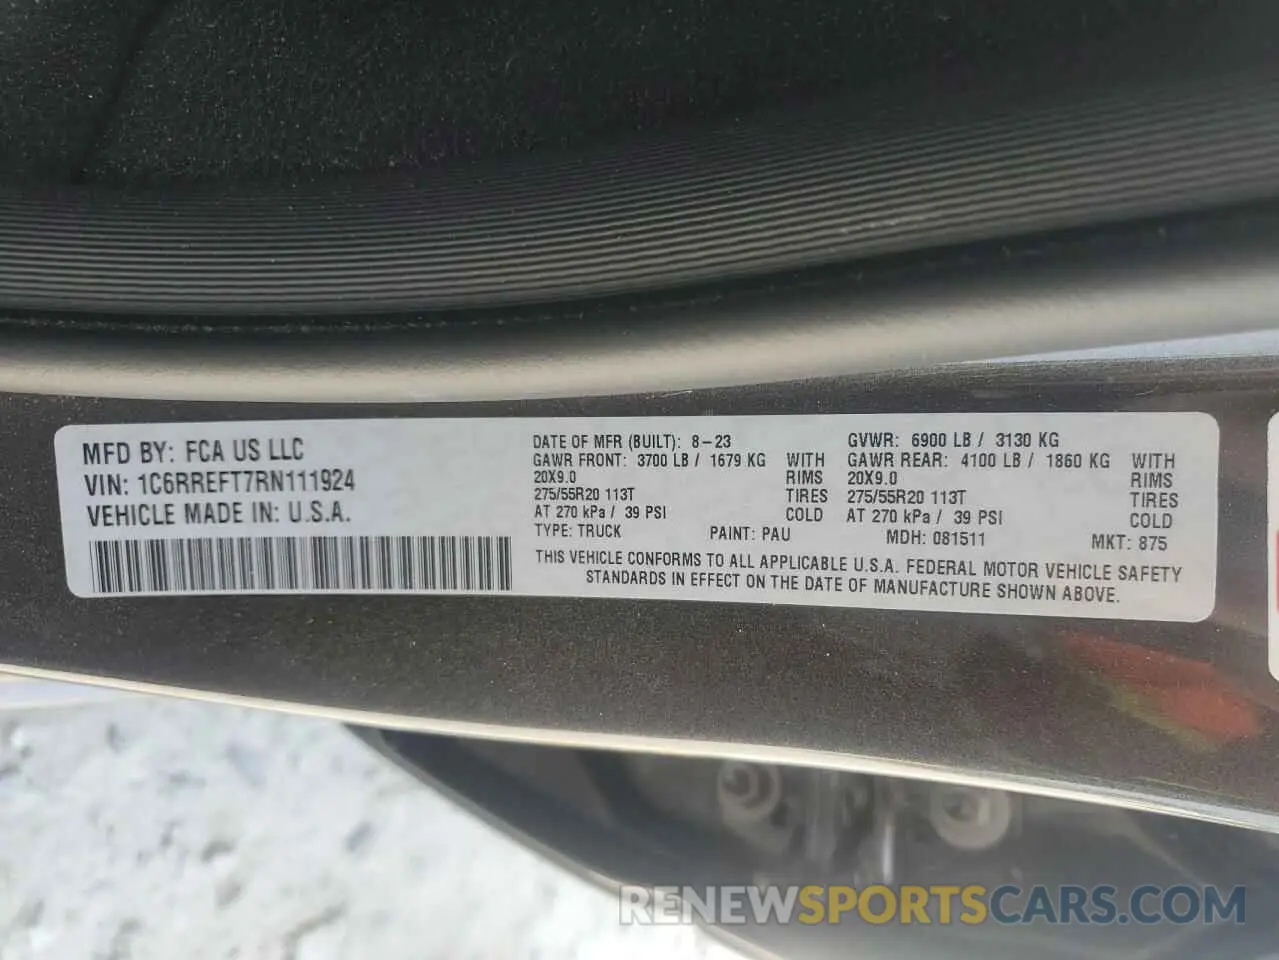 MFD BY: FCA US LLC
VIN: 1C6RREFT7RN111924
VEHICLE MADE IN: U.S.A.
DATE OF MFR (BUILT): 8-23
GAWR FRONT: 3700 LB / 1679 KG WITH
20X9.0 RIMS
275/55R20 113T TIRES
AT 270 kPa / 39 PSI COLD
TYPE: TRUCK PAINT: PAU
GVWR: 6900 LB / 3130 KG
GAWR REAR: 4100 LB / 1860 KG WITH
20X9.0 RIMS
275/55R20 113T TIRES
AT 270 kPa / 39 PSI COLD
MDH: 081511 MKT: 875
THIS VEHICLE CONFORMS TO ALL APPLICABLE U.S.A. FEDERAL MOTOR VEHICLE SAFETY
STANDARDS IN EFFECT ON THE DATE OF MANUFACTURE SHOWN ABOVE.
RENEWSPORTSCARS.COM